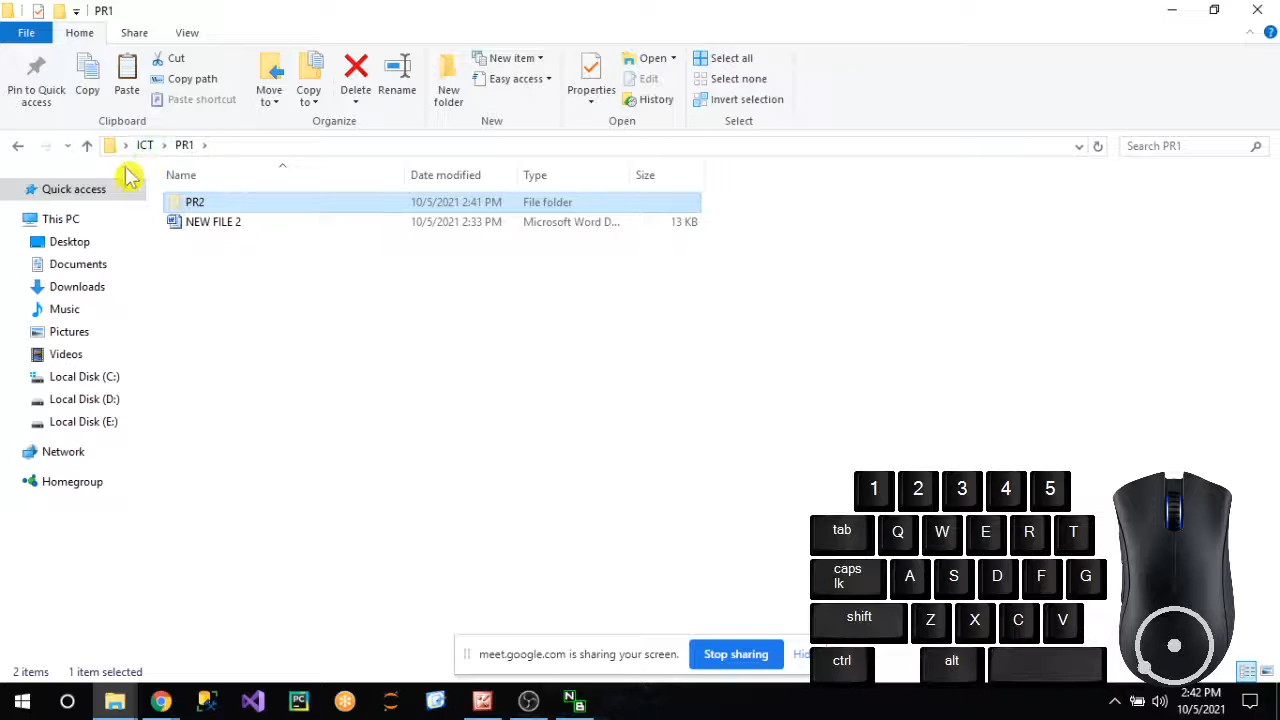 PR1
File Home Share View
Pin to Quick access
Copy
Paste
Cut
Copy path
Paste shortcut
Clipboard
Move to
Copy to
Delete
Rename
Organize
New folder
New item
Easy access
New
Properties
Open
Edit
History
Open
Select all
Select none
Invert selection
Select
ICT PR1
Search PR1
Name Date modified Type Size
PR2 10/5/2021 2:41 PM File folder
NEW FILE 2 10/5/2021 2:33 PM Microsoft Word D... 13 KB
Quick access
This PC
Desktop
Documents
Downloads
Music
Pictures
Videos
Local Disk (C:)
Local Disk (D:)
Local Disk (E:)
Network
Homegroup
1 2 3 4 5
tab Q W E R T
caps lk A S D F G
shift Z X C V
ctrl alt
meet.google.com is sharing your screen. Stop sharing
2 items 1 item selected
PC
2:42 PM
10/5/2021